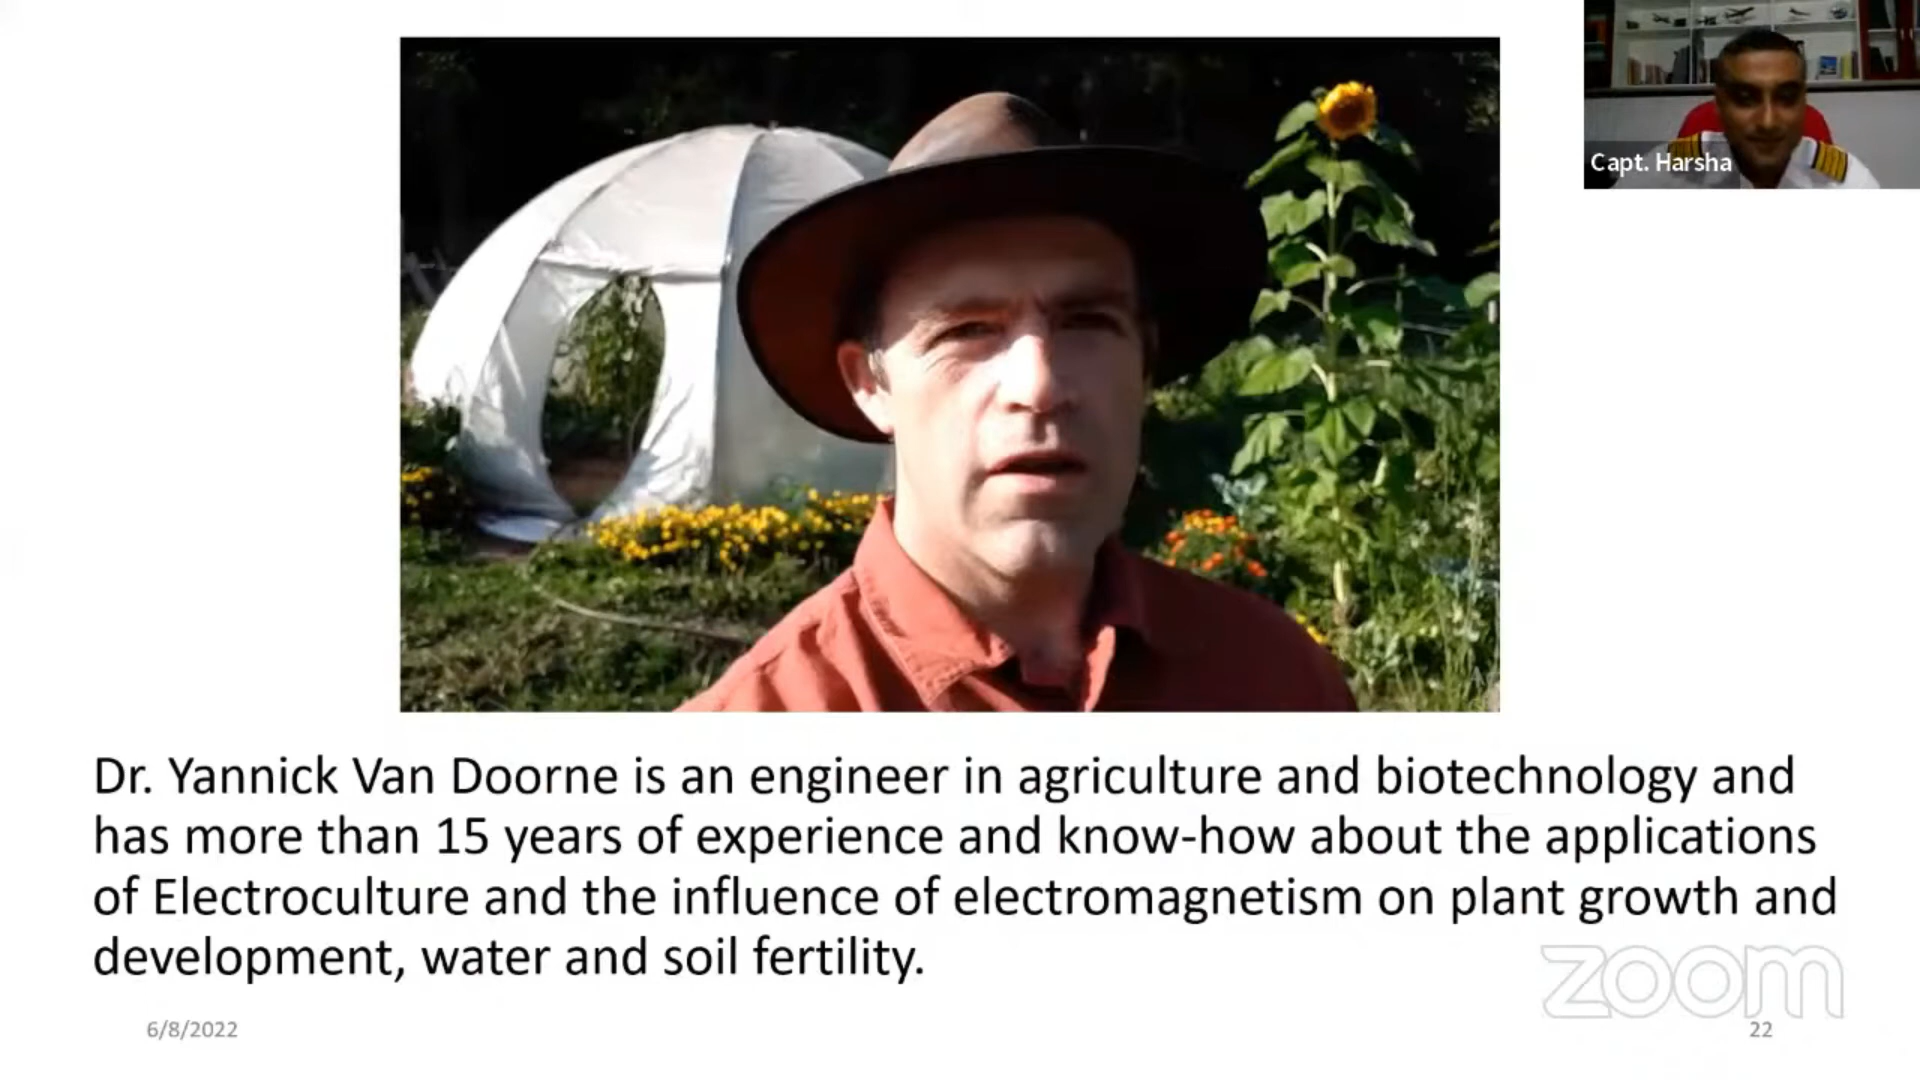 Capt. Harsha
Dr. Yannick Van Doorne is an engineer in agriculture and biotechnology and
has more than 15 years of experience and know-how about the applications
of Electroculture and the influence of electromagnetism on plant growth and
development, water and soil fertility.
zoom
6/8/2022
22